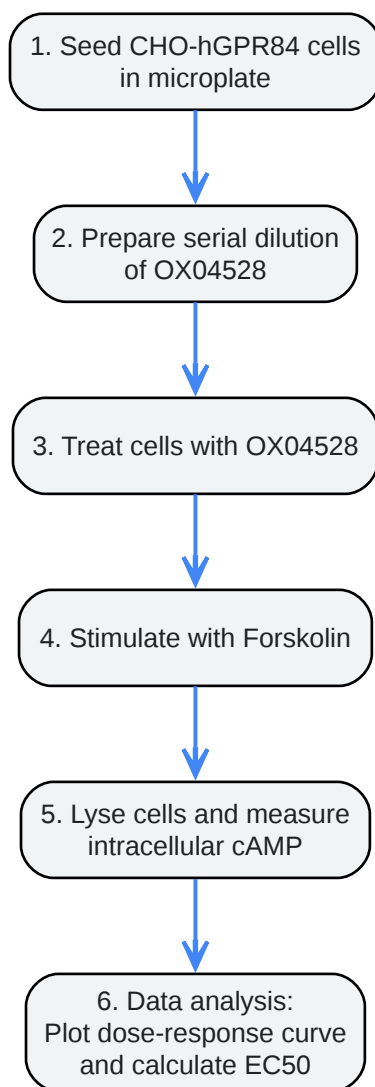 1. Seed CHO-hGPR84 cells
in microplate
2. Prepare serial dilution
of OX04528
3. Treat cells with OX04528
4. Stimulate with Forskolin
5. Lyse cells and measure
intracellular cAMP
6. Data analysis:
Plot dose-response curve
and calculate EC50